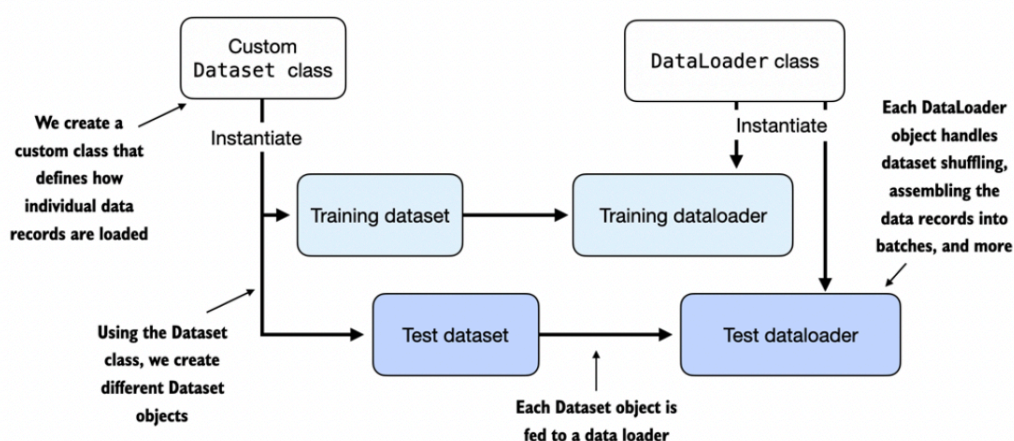 Custom
Dataset class
DataLoader class
We create a
custom class that
defines how
individual data
records are loaded
Instantiate
Instantiate
Each DataLoader
object handles
dataset shuffling,
assembling the
data records into
batches, and more
Training dataset
Training dataloader
Using the Dataset
class, we create
different Dataset
objects
Test dataset
Test dataloader
Each Dataset object is
fed to a data loader